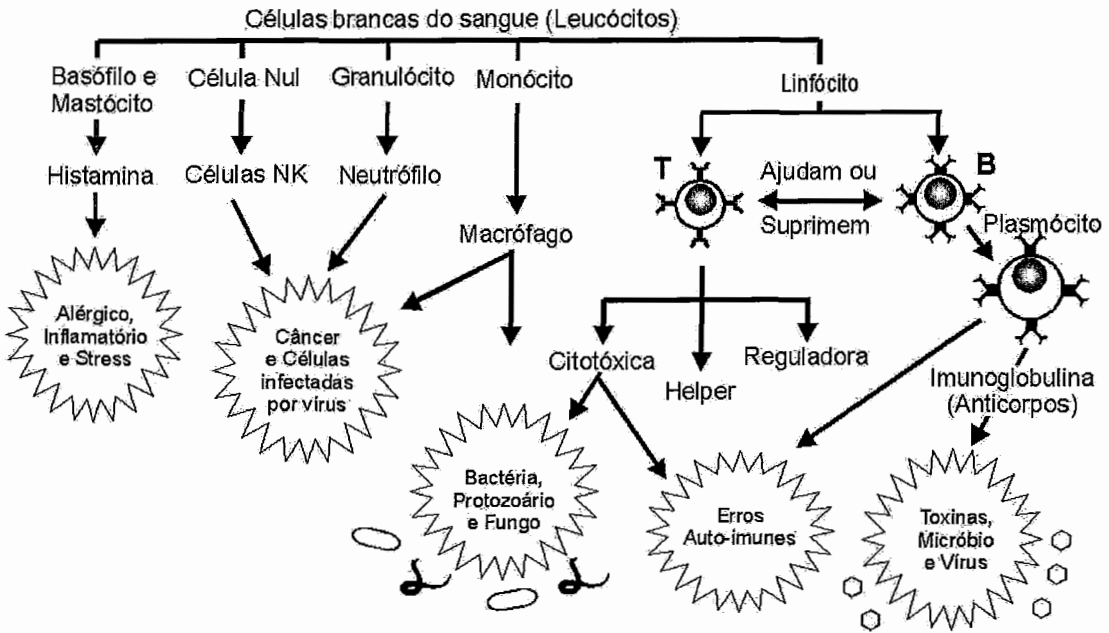 Células brancas do sangue (Leucócitos)
Basófilo e
Mastócito
Célula Nul
Granulócito
Monócito
Linfócito
Histamina
Células NK
Neutrófilo
Macrófago
T
Ajudam ou
Suprimem
B
Plasmócito
Alérgico,
Inflamatório
e Stress
Câncer
e Células
infectadas
por vírus
Citotóxica
Helper
Reguladora
Imunoglobulina
(Anticorpos)
Bactéria,
Protozoário
e Fungo
Erros
Auto-imunes
Toxinas,
Micróbio
e Vírus